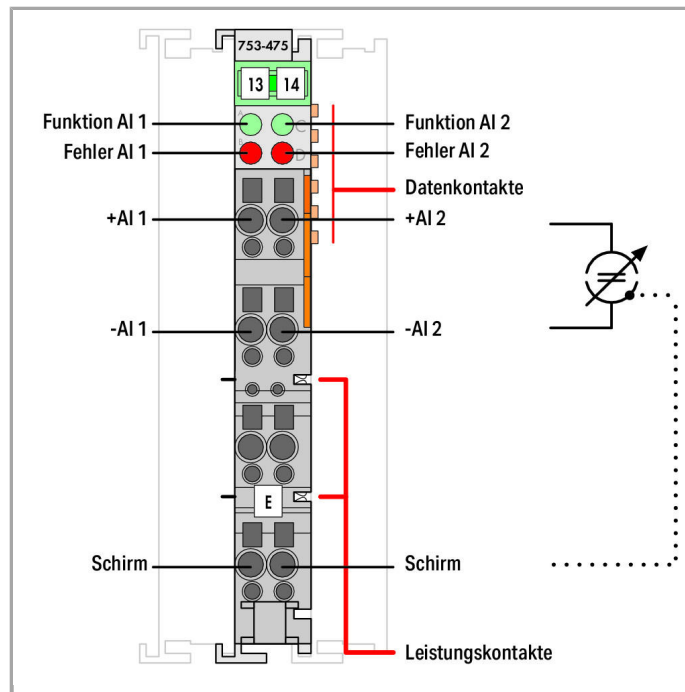 753-475
13 14
A C
Funktion AI 1 Funktion AI 2
B D
Fehler AI 1 Fehler AI 2
Datenkontakte
+AI 1 +AI 2
-AI 1 -AI 2
E
Schirm Schirm
Leistungskontakte